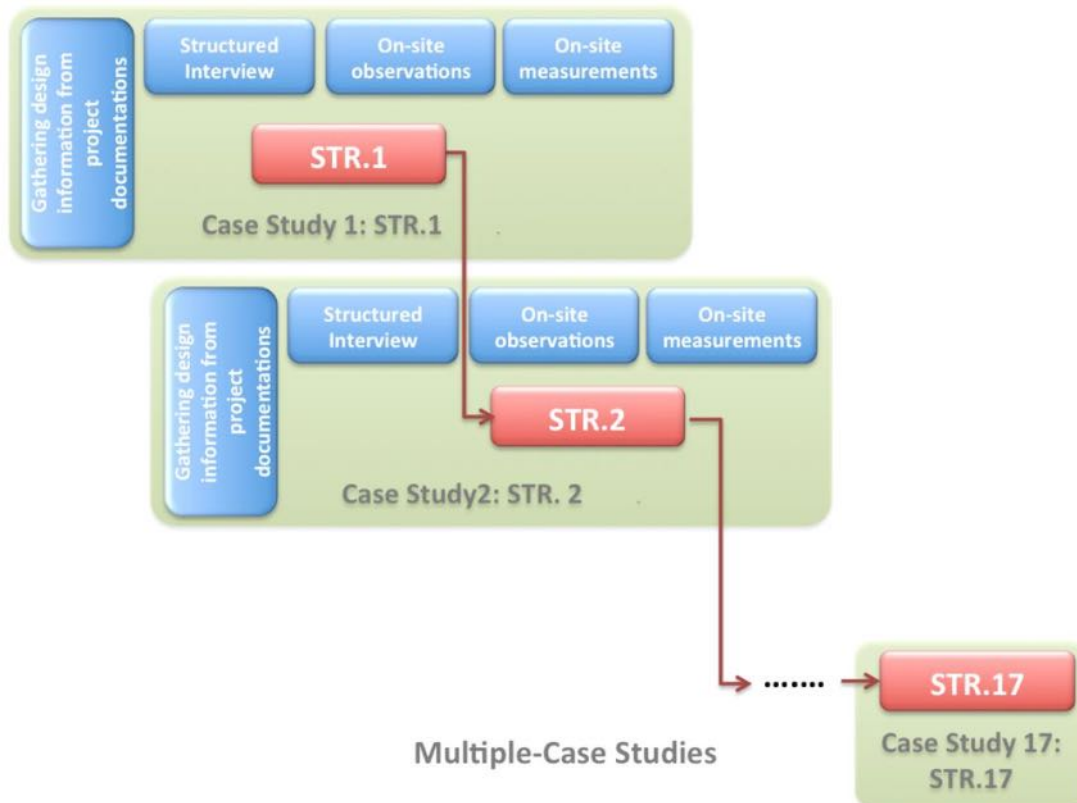 Gathering design
information from
project
documentations
Structured
Interview
On-site
observations
On-site
measurements
STR.1
Case Study 1: STR.1
Gathering design
information from
project
documentations
Structured
Interview
On-site
observations
On-site
measurements
STR.2
Case Study2: STR. 2
.......
STR.17
Case Study 17:
STR.17
Multiple-Case Studies